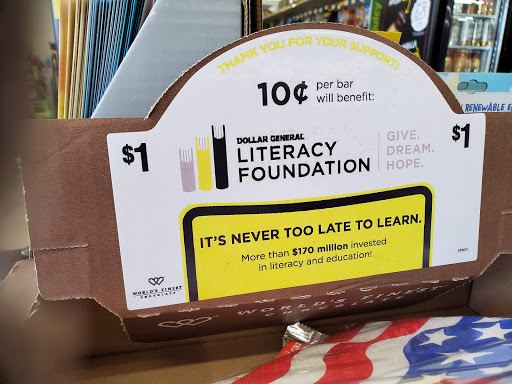 THANK YOU FOR YOUR SUPPORT!
10¢ per bar
will benefit:
$1
$1
DOLLAR GENERAL
LITERACY
FOUNDATION
GIVE.
DREAM.
HOPE.
IT'S NEVER TOO LATE TO LEARN.
More than $170 million invested
in literacy and education!
WORLD'S FINEST
CHOCOLATE
WORLD'S FINEST
RENEWABLE